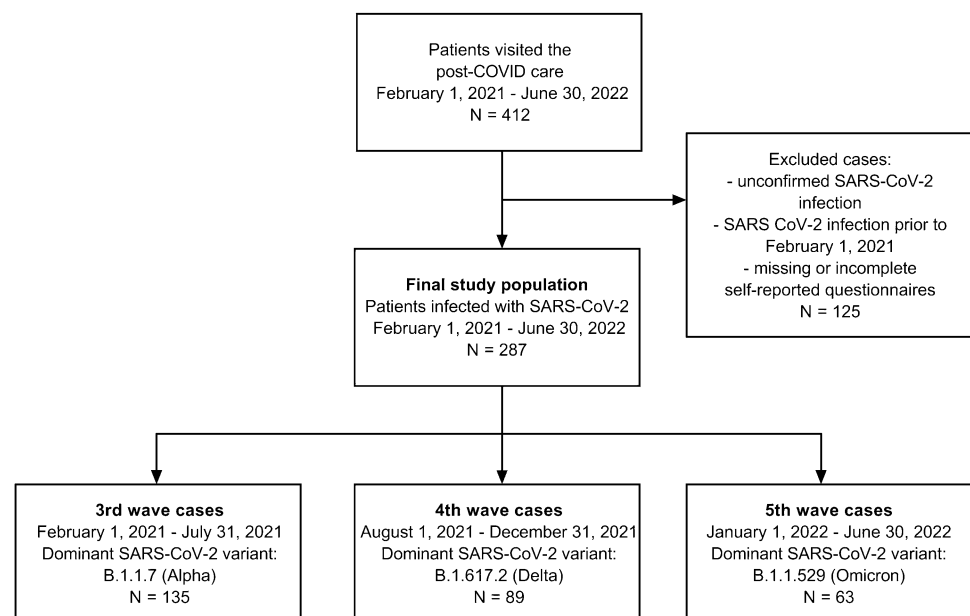 Patients visited the
post-COVID care
February 1, 2021 - June 30, 2022
N = 412
Excluded cases:
- unconfirmed SARS-CoV-2
infection
- SARS CoV-2 infection prior to
February 1, 2021
- missing or incomplete
self-reported questionnaires
N = 125
Final study population
Patients infected with SARS-CoV-2
February 1, 2021 - June 30, 2022
N = 287
3rd wave cases
February 1, 2021 - July 31, 2021
Dominant SARS-CoV-2 variant:
B.1.1.7 (Alpha)
N = 135
4th wave cases
August 1, 2021 - December 31, 2021
Dominant SARS-CoV-2 variant:
B.1.617.2 (Delta)
N = 89
5th wave cases
January 1, 2022 - June 30, 2022
Dominant SARS-CoV-2 variant:
B.1.1.529 (Omicron)
N = 63